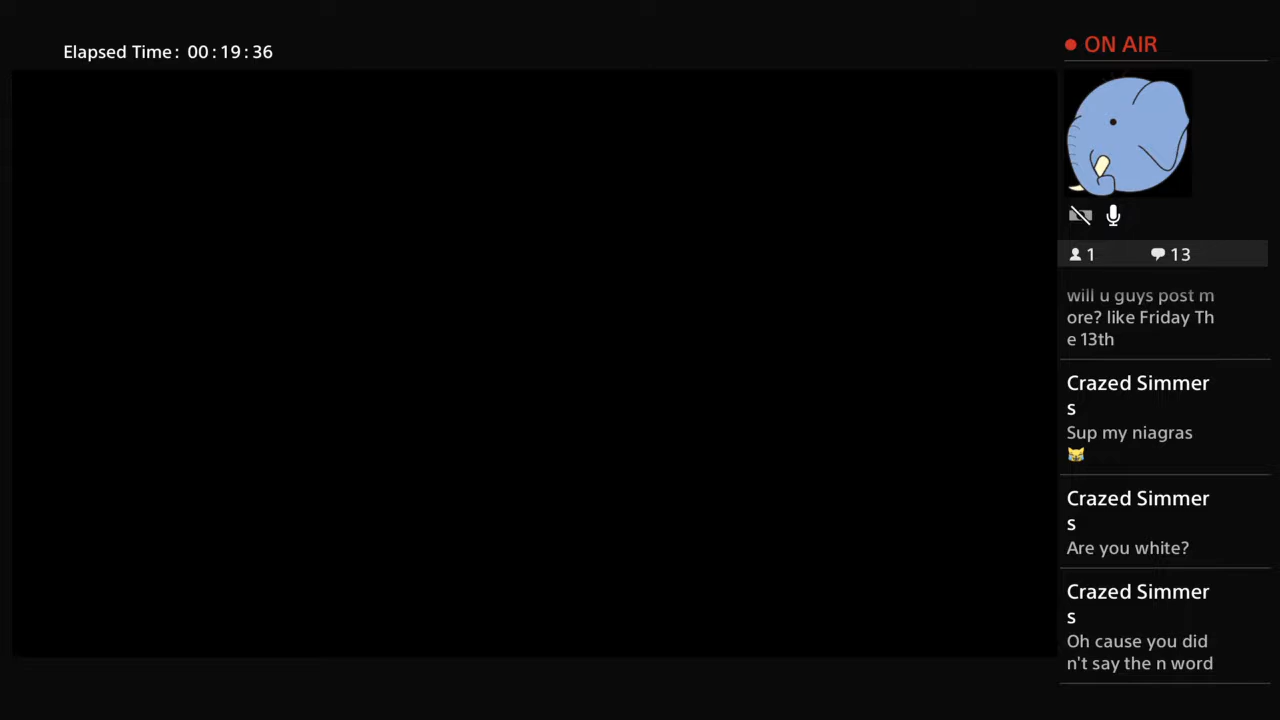 Elapsed Time: 00:19:36
ON AIR
1 13
will u guys post m
ore? like Friday Th
e 13th
Crazed Simmer
s
Sup my niagras
😹
Crazed Simmer
s
Are you white?
Crazed Simmer
s
Oh cause you did
n't say the n word